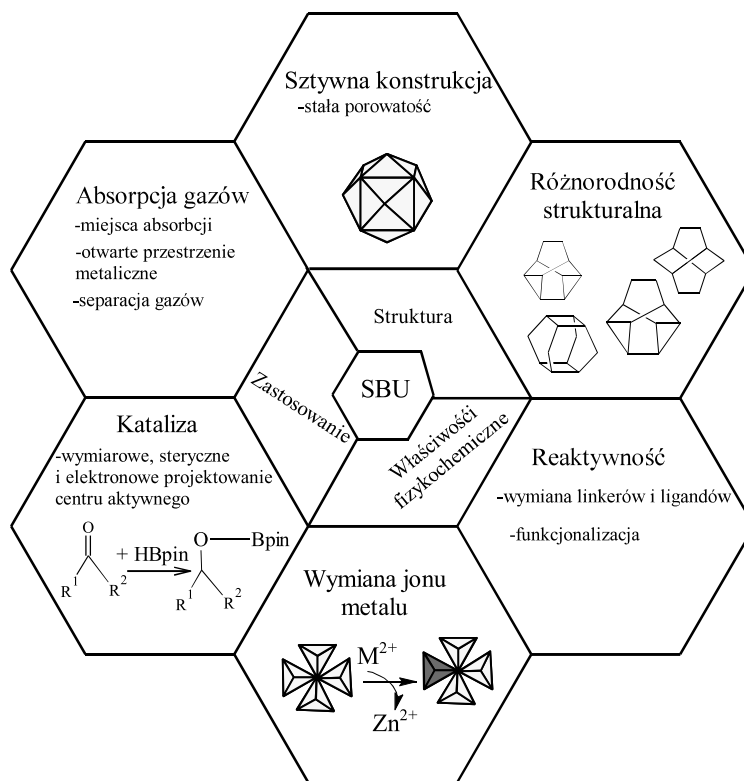 Sztywna konstrukcja
-stała porowatość
Absorpcja gazów
-miejsca absorbcji
-otwarte przestrzenie
metaliczne
-separacja gazów
Różnorodność
strukturalna
Struktura
Zastosowanie
SBU
Właściwośći
fizykochemiczne
Kataliza
-wymiarowe, steryczne
i elektronowe projektowanie
centru aktywnego
O
+ HBpin
R¹
R²
O—Bpin
R¹
R²
Reaktywność
-wymiana linkerów i ligandów
-funkcjonalizacja
Wymiana jonu
metalu
M²⁺
Zn²⁺